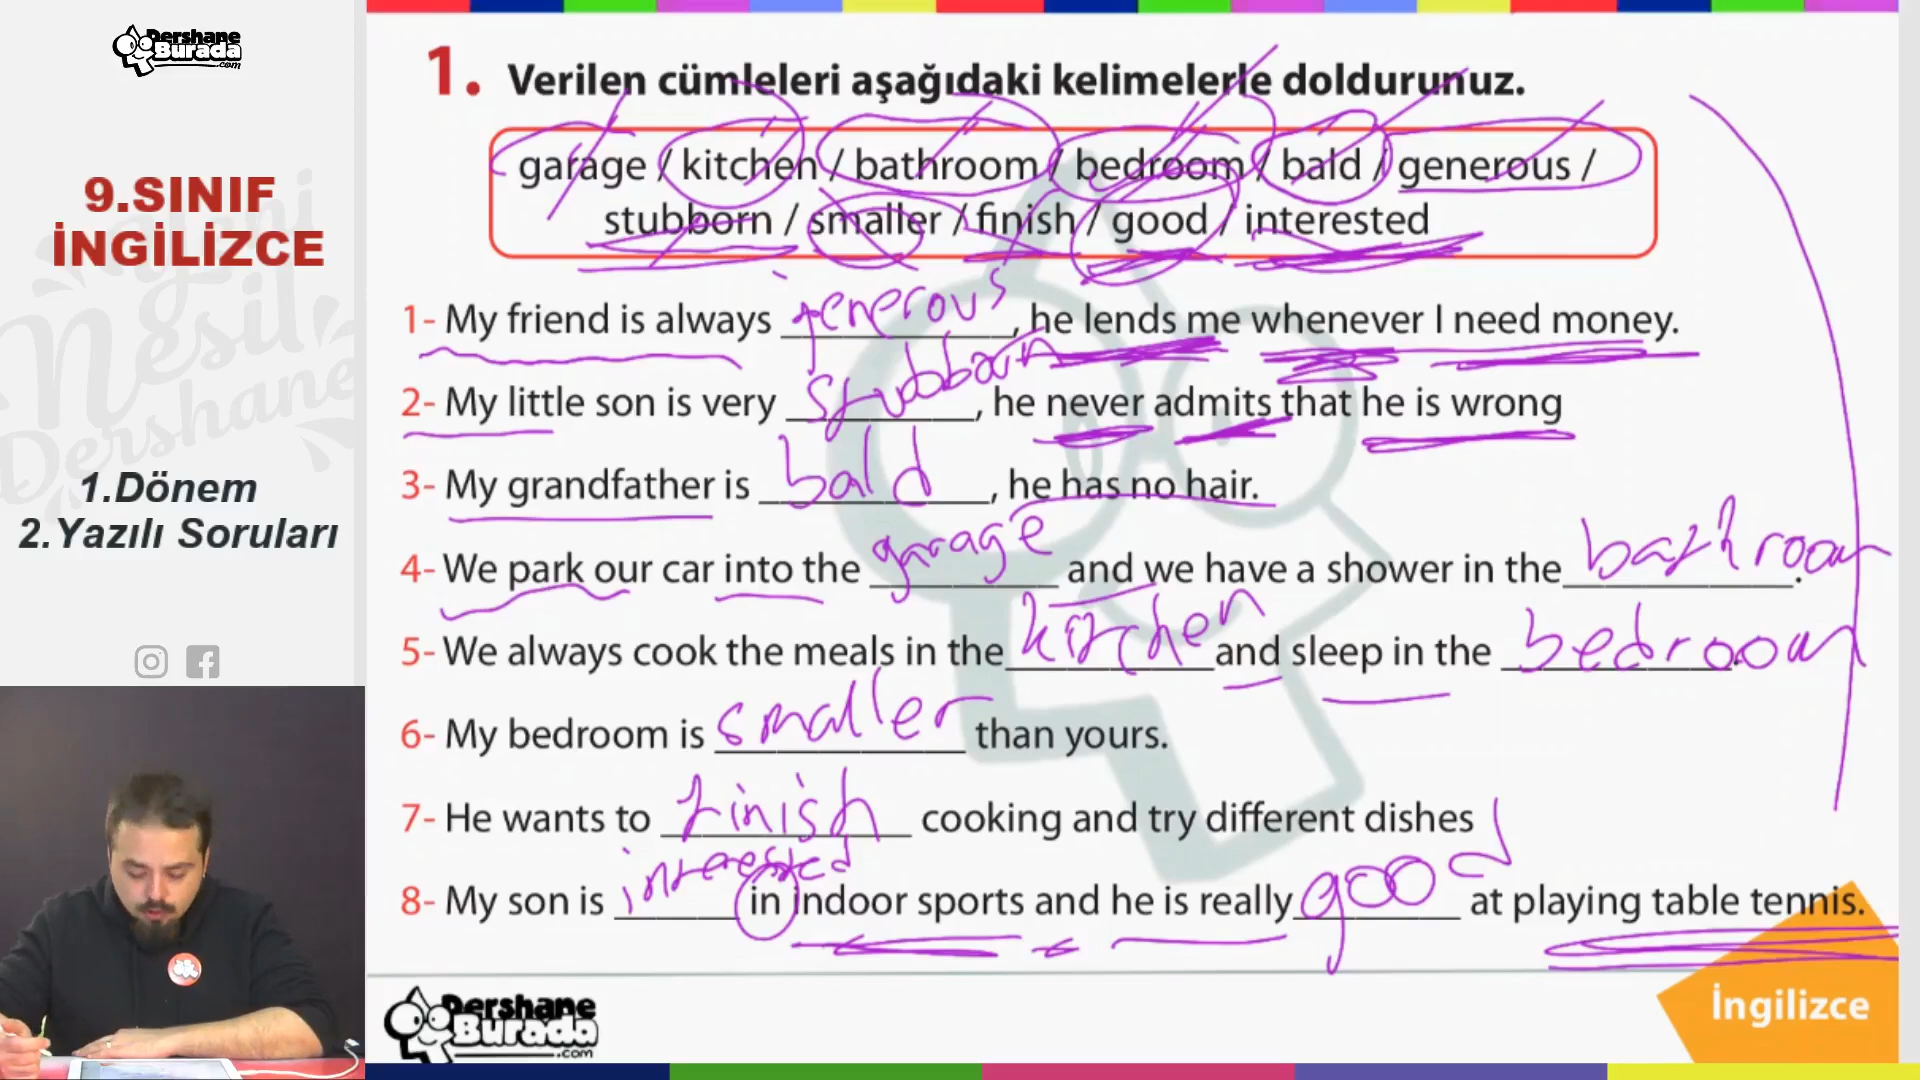 Dershane
Burada
.com
9.SINIF
İNGİLİZCE
yeni
Nesil
Dershane
1.Dönem
2.Yazılı Soruları
1. Verilen cümleleri aşağıdaki kelimelerle doldurunuz.
garage / kitchen / bathroom / bedroom / bald / generous /
stubborn / smaller / finish / good / interested
1- My friend is always generous, he lends me whenever I need money.
2- My little son is very stubborn, he never admits that he is wrong
3- My grandfather is bald, he has no hair.
4- We park our car into the garage and we have a shower in the bathroom.
5- We always cook the meals in the kitchen and sleep in the bedroom.
6- My bedroom is smaller than yours.
7- He wants to finish cooking and try different dishes
8- My son is interested in indoor sports and he is really good at playing table tennis.
Dershane
Burada
.com
İngilizce